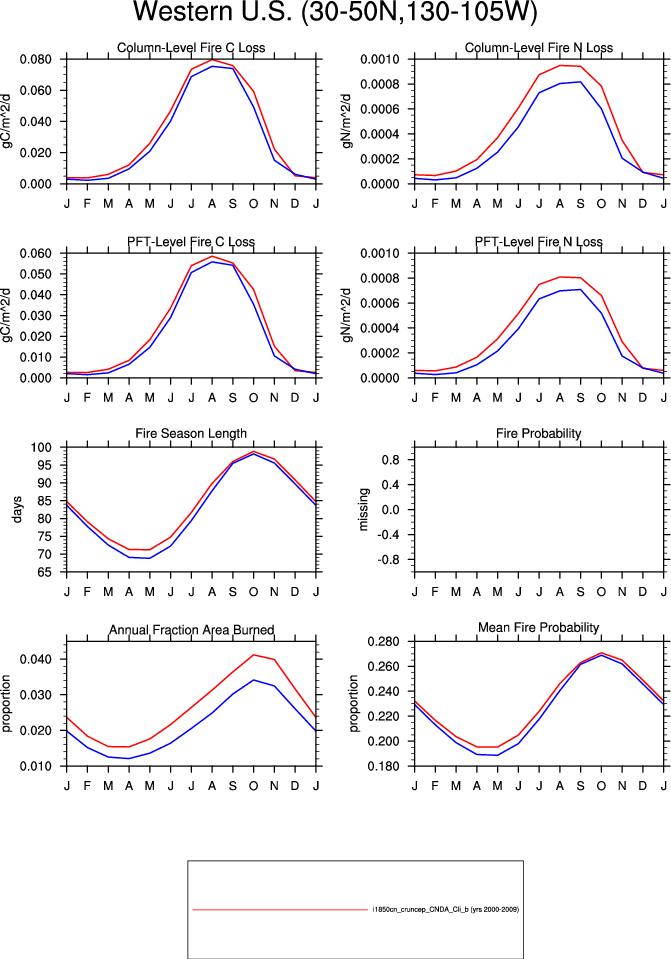 Western U.S. (30-50N,130-105W)
Column-Level Fire C Loss
gC/m^2/d
0.080
0.060
0.040
0.020
0.000
J F M A M J J A S O N D J
Column-Level Fire N Loss
gN/m^2/d
0.0010
0.0008
0.0006
0.0004
0.0002
0.0000
J F M A M J J A S O N D J
PFT-Level Fire C Loss
gC/m^2/d
0.060
0.050
0.040
0.030
0.020
0.010
0.000
J F M A M J J A S O N D J
PFT-Level Fire N Loss
gN/m^2/d
0.0010
0.0008
0.0006
0.0004
0.0002
0.0000
J F M A M J J A S O N D J
Fire Season Length
days
100
95
90
85
80
75
70
65
J F M A M J J A S O N D J
Fire Probability
missing
0.8
0.4
0.0
-0.4
-0.8
J F M A M J J A S O N D J
Annual Fraction Area Burned
proportion
0.040
0.030
0.020
0.010
J F M A M J J A S O N D J
Mean Fire Probability
proportion
0.280
0.260
0.240
0.220
0.200
0.180
J F M A M J J A S O N D J
i1850cn_cruncep_CNDA_Cli_b (yrs 2000-2009)